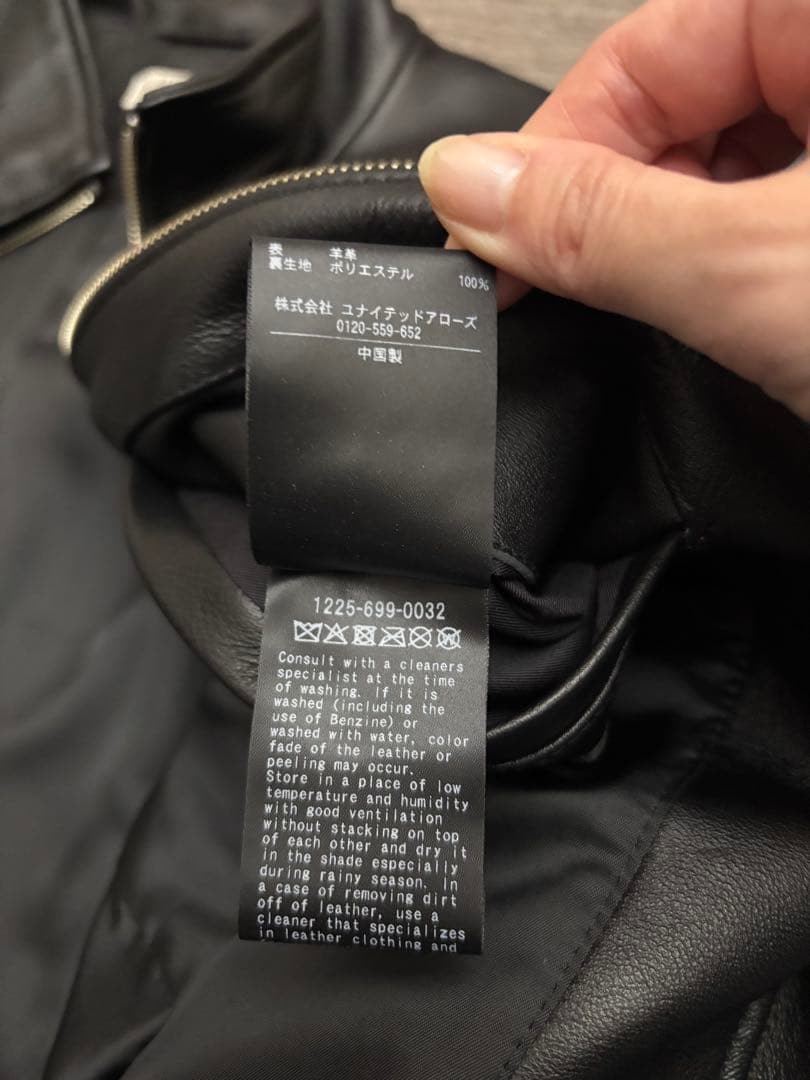 表 羊革
裏生地 ポリエステル 100%
株式会社 ユナイテッドアローズ
0120-559-652
中国製
1225-699-0032
Consult with a cleaners
specialist at the time
of washing. If it is
washed (including the
use of Benzine) or
washed with water, color
fade of the leather or
peeling may occur.
Store in a place of low
temperature and humidity
with good ventilation
without stacking on top
of each other and dry it
in the shade especially
during rainy season. In
a case of removing dirt
off of leather, use a
cleaner that specializes
in leather clothing and